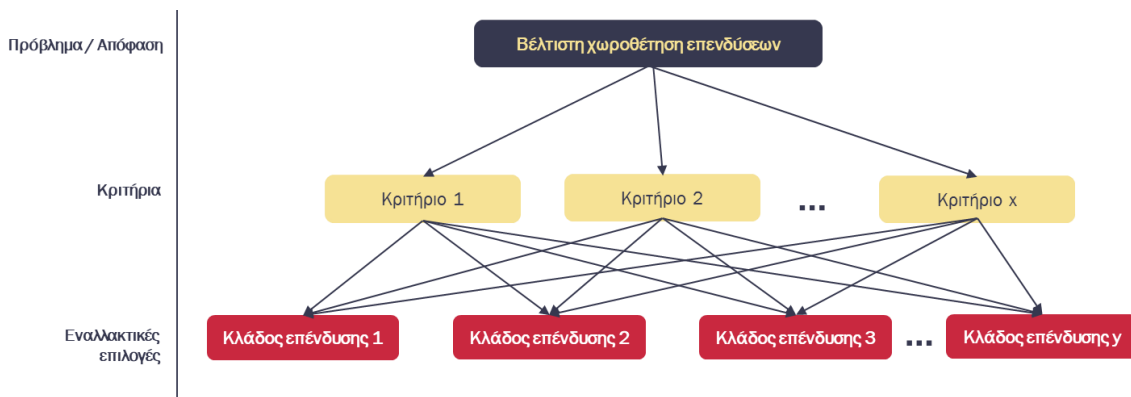 Πρόβλημα / Απόφαση
Βέλτιστη χωροθέτηση επενδύσεων
Κριτήρια
Κριτήριο 1
Κριτήριο 2
...
Κριτήριο x
Εναλλακτικές
επιλογές
Κλάδος επένδυσης 1
Κλάδος επένδυσης 2
Κλάδος επένδυσης 3
...
Κλάδος επένδυσης y